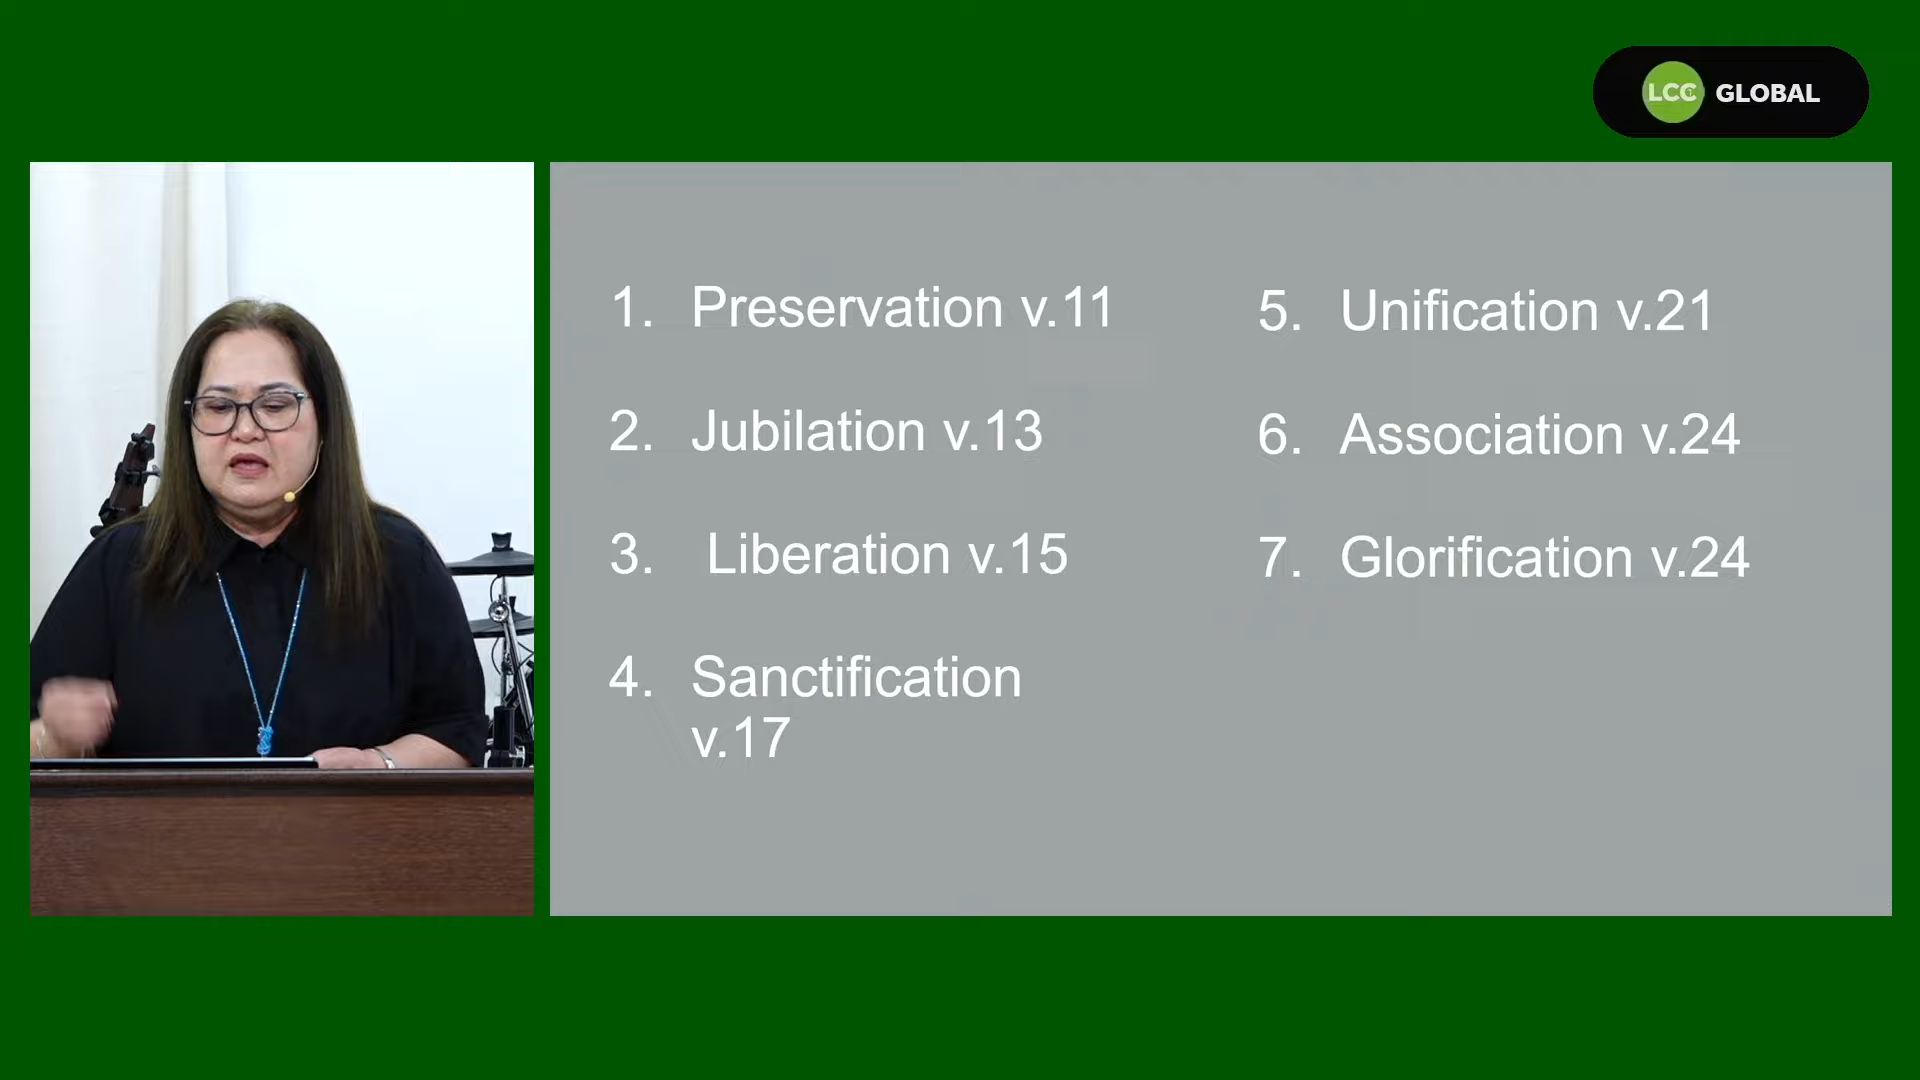 LCC GLOBAL
1. Preservation v.11
2. Jubilation v.13
3. Liberation v.15
4. Sanctification
v.17
5. Unification v.21
6. Association v.24
7. Glorification v.24